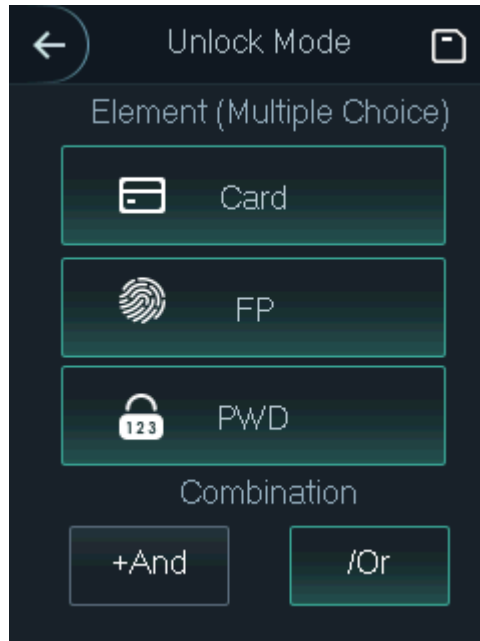 Unlock Mode
Element (Multiple Choice)
Card
FP
123
PWD
Combination
+And
/Or